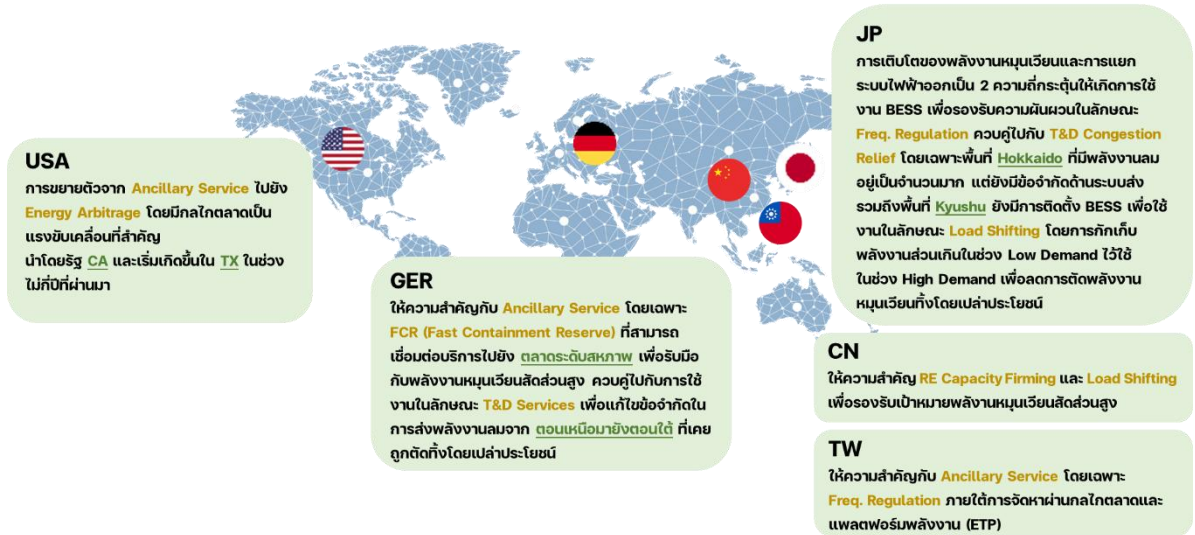 USA
การขยายตัวจาก Ancillary Service ไปยัง
Energy Arbitrage โดยมีกลไกตลาดเป็น
แรงขับเคลื่อนที่สำคัญ
นำโดยรัฐ CA และเริ่มเกิดขึ้นใน TX ในช่วง
ไม่กี่ปีที่ผ่านมา
GER
ให้ความสำคัญกับ Ancillary Service โดยเฉพาะ
FCR (Fast Containment Reserve) ที่สามารถ
เชื่อมต่อบริการไปยัง ตลาดระดับสหภาพ เพื่อรับมือ
กับพลังงานหมุนเวียนสัดส่วนสูง ควบคู่ไปกับการใช้
งานในลักษณะ T&D Services เพื่อแก้ไขข้อจำกัดใน
การส่งพลังงานลมจาก ตอนเหนือมายังตอนใต้ ที่เคย
ถูกตัดทิ้งโดยเปล่าประโยชน์
JP
การเติบโตของพลังงานหมุนเวียนและการแยก
ระบบไฟฟ้าออกเป็น 2 ความถี่กระตุ้นให้เกิดการใช้
งาน BESS เพื่อรองรับความผันผวนในลักษณะ
Freq. Regulation ควบคู่ไปกับ T&D Congestion
Relief โดยเฉพาะพื้นที่ Hokkaido ที่มีพลังงานลม
อยู่เป็นจำนวนมาก แต่ยังมีข้อจำกัดด้านระบบส่ง
รวมถึงพื้นที่ Kyushu ยังมีการติดตั้ง BESS เพื่อใช้
งานในลักษณะ Load Shifting โดยการกักเก็บ
พลังงานส่วนเกินในช่วง Low Demand ไว้ใช้
ในช่วง High Demand เพื่อลดการตัดพลังงาน
หมุนเวียนทิ้งโดยเปล่าประโยชน์
CN
ให้ความสำคัญ RE Capacity Firming และ Load Shifting
เพื่อรองรับเป้าหมายพลังงานหมุนเวียนสัดส่วนสูง
TW
ให้ความสำคัญกับ Ancillary Service โดยเฉพาะ
Freq. Regulation ภายใต้การจัดหาผ่านกลไกตลาดและ
แพลตฟอร์มพลังงาน (ETP)